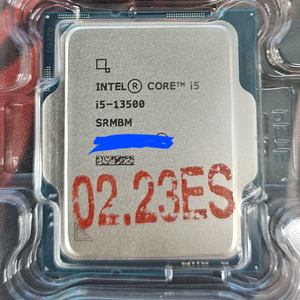 INTEL® CORE™ i5
i5-13500
SRMBM
02.23ES